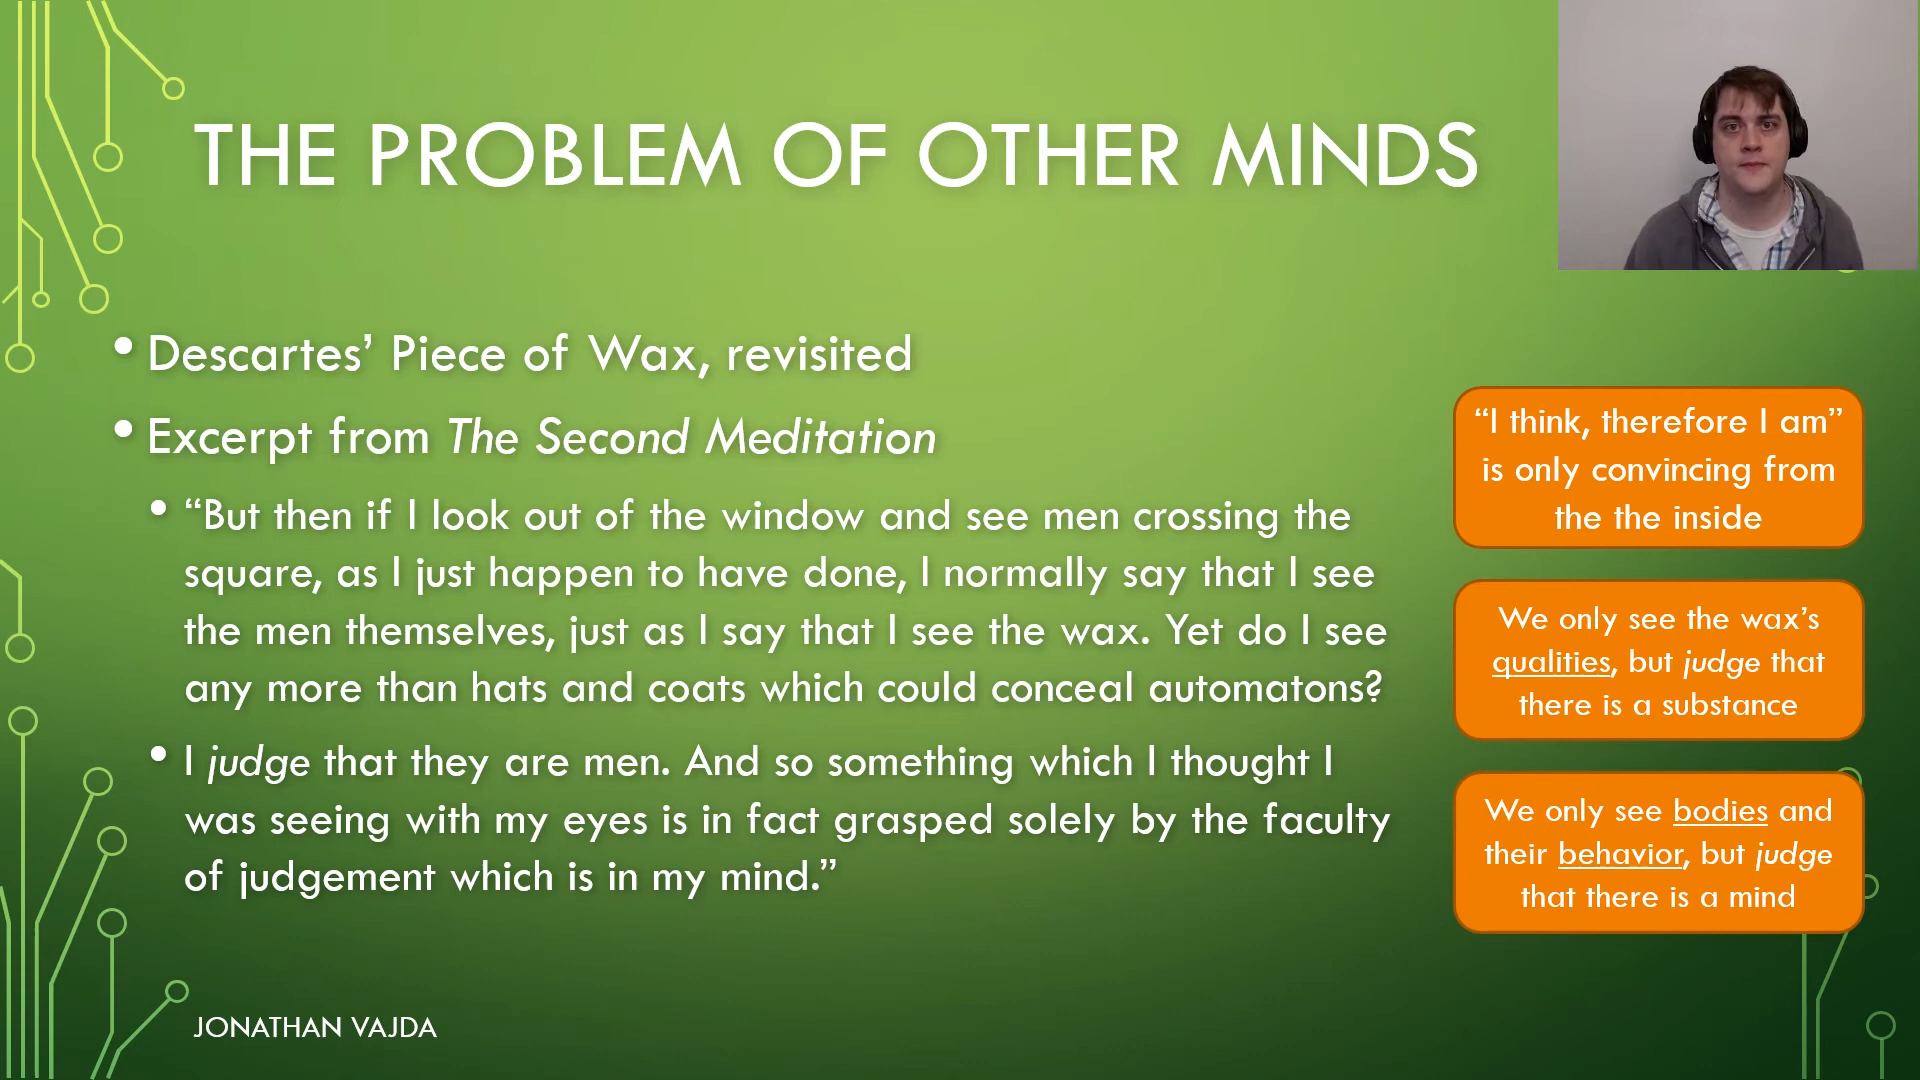 THE PROBLEM OF OTHER MINDS
• Descartes’ Piece of Wax, revisited
• Excerpt from The Second Meditation
• “But then if I look out of the window and see men crossing the
square, as I just happen to have done, I normally say that I see
the men themselves, just as I say that I see the wax. Yet do I see
any more than hats and coats which could conceal automatons?
• I judge that they are men. And so something which I thought I
was seeing with my eyes is in fact grasped solely by the faculty
of judgement which is in my mind.”
“I think, therefore I am”
is only convincing from
the the inside
We only see the wax’s
qualities, but judge that
there is a substance
We only see bodies and
their behavior, but judge
that there is a mind
JONATHAN VAJDA